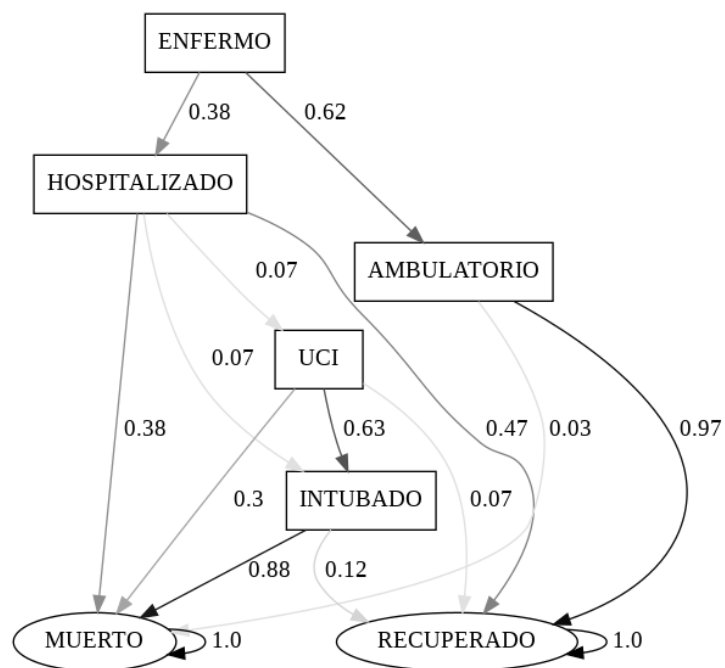 ENFERMO
0.38
0.62
HOSPITALIZADO
0.07
AMBULATORIO
0.07
UCI
0.38
0.63
0.47
0.03
0.97
0.3
INTUBADO
0.07
0.88
0.12
MUERTO
1.0
RECUPERADO
1.0